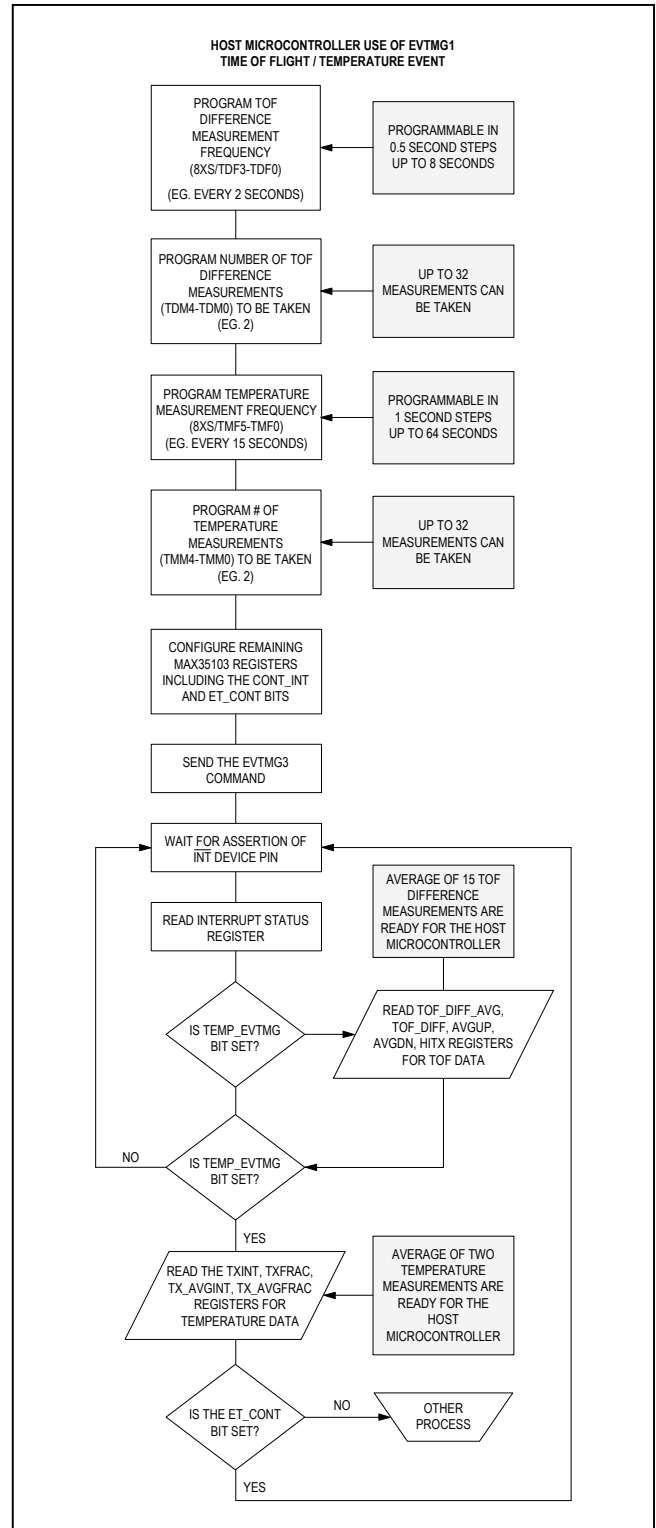 HOST MICROCONTROLLER USE OF EVTMG1
TIME OF FLIGHT / TEMPERATURE EVENT
PROGRAM TOF
DIFFERENCE
MEASUREMENT
FREQUENCY
(8XS/TDF3-TDF0)
(EG. EVERY 2 SECONDS)
PROGRAMMABLE IN
0.5 SECOND STEPS
UP TO 8 SECONDS
PROGRAM NUMBER OF TOF
DIFFERENCE
MEASUREMENTS
(TDM4-TDM0) TO BE TAKEN
(EG. 2)
UP TO 32
MEASUREMENTS CAN
BE TAKEN
PROGRAM TEMPERATURE
MEASUREMENT FREQUENCY
(8XS/TMF5-TMF0)
(EG. EVERY 15 SECONDS)
PROGRAMMABLE IN
1 SECOND STEPS
UP TO 64 SECONDS
PROGRAM # OF
TEMPERATURE
MEASUREMENTS
(TMM4-TMM0) TO BE TAKEN
(EG. 2)
UP TO 32
MEASUREMENTS CAN
BE TAKEN
CONFIGURE REMAINING
MAX35103 REGISTERS
INCLUDING THE CONT_INT
AND ET_CONT BITS
SEND THE EVTMG3
COMMAND
WAIT FOR ASSERTION OF
INT DEVICE PIN
READ INTERRUPT STATUS
REGISTER
AVERAGE OF 15 TOF
DIFFERENCE
MEASUREMENTS ARE
READY FOR THE HOST
MICROCONTROLLER
IS TEMP_EVTMG
BIT SET?
READ TOF_DIFF_AVG,
TOF_DIFF, AVGUP,
AVGDN, HITX REGISTERS
FOR TOF DATA
NO
IS TEMP_EVTMG
BIT SET?
YES
READ THE TXINT, TXFRAC,
TX_AVGINT, TX_AVGFRAC
REGISTERS FOR
TEMPERATURE DATA
AVERAGE OF TWO
TEMPERATURE
MEASUREMENTS ARE
READY FOR THE
HOST
MICROCONTROLLER
IS THE ET_CONT
BIT SET?
NO
OTHER
PROCESS
YES